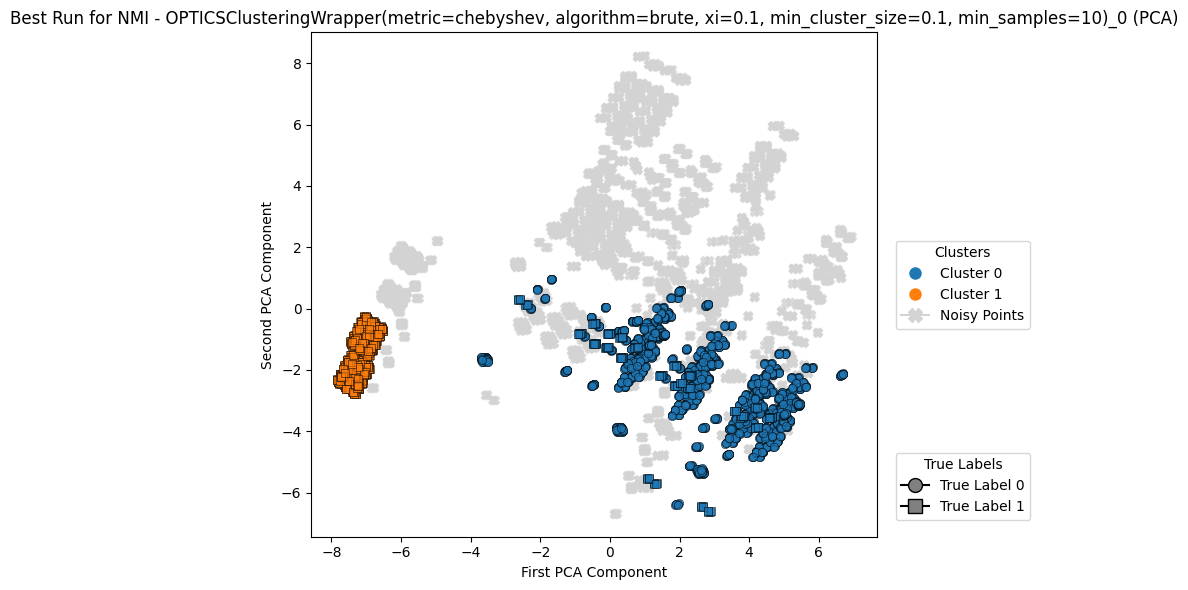 Best Run for NMI - OPTICSClusteringWrapper(metric=chebyshev, algorithm=brute, xi=0.1, min_cluster_size=0.1, min_samples=10)_0 (PCA)
8
6
4
2
0
−2
−4
−6
Second PCA Component
−8
−6
−4
−2
0
2
4
6
First PCA Component
Clusters
Cluster 0
Cluster 1
Noisy Points
True Labels
True Label 0
True Label 1